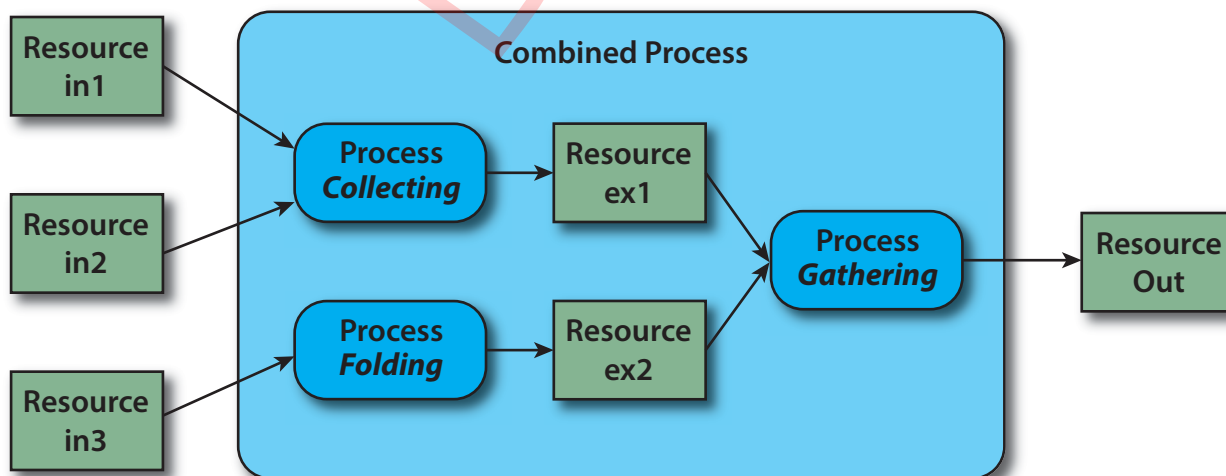 Combined Process
Resource
in1
Resource
in2
Resource
in3
Process
Collecting
Process
Folding
Resource
ex1
Resource
ex2
Process
Gathering
Resource
Out